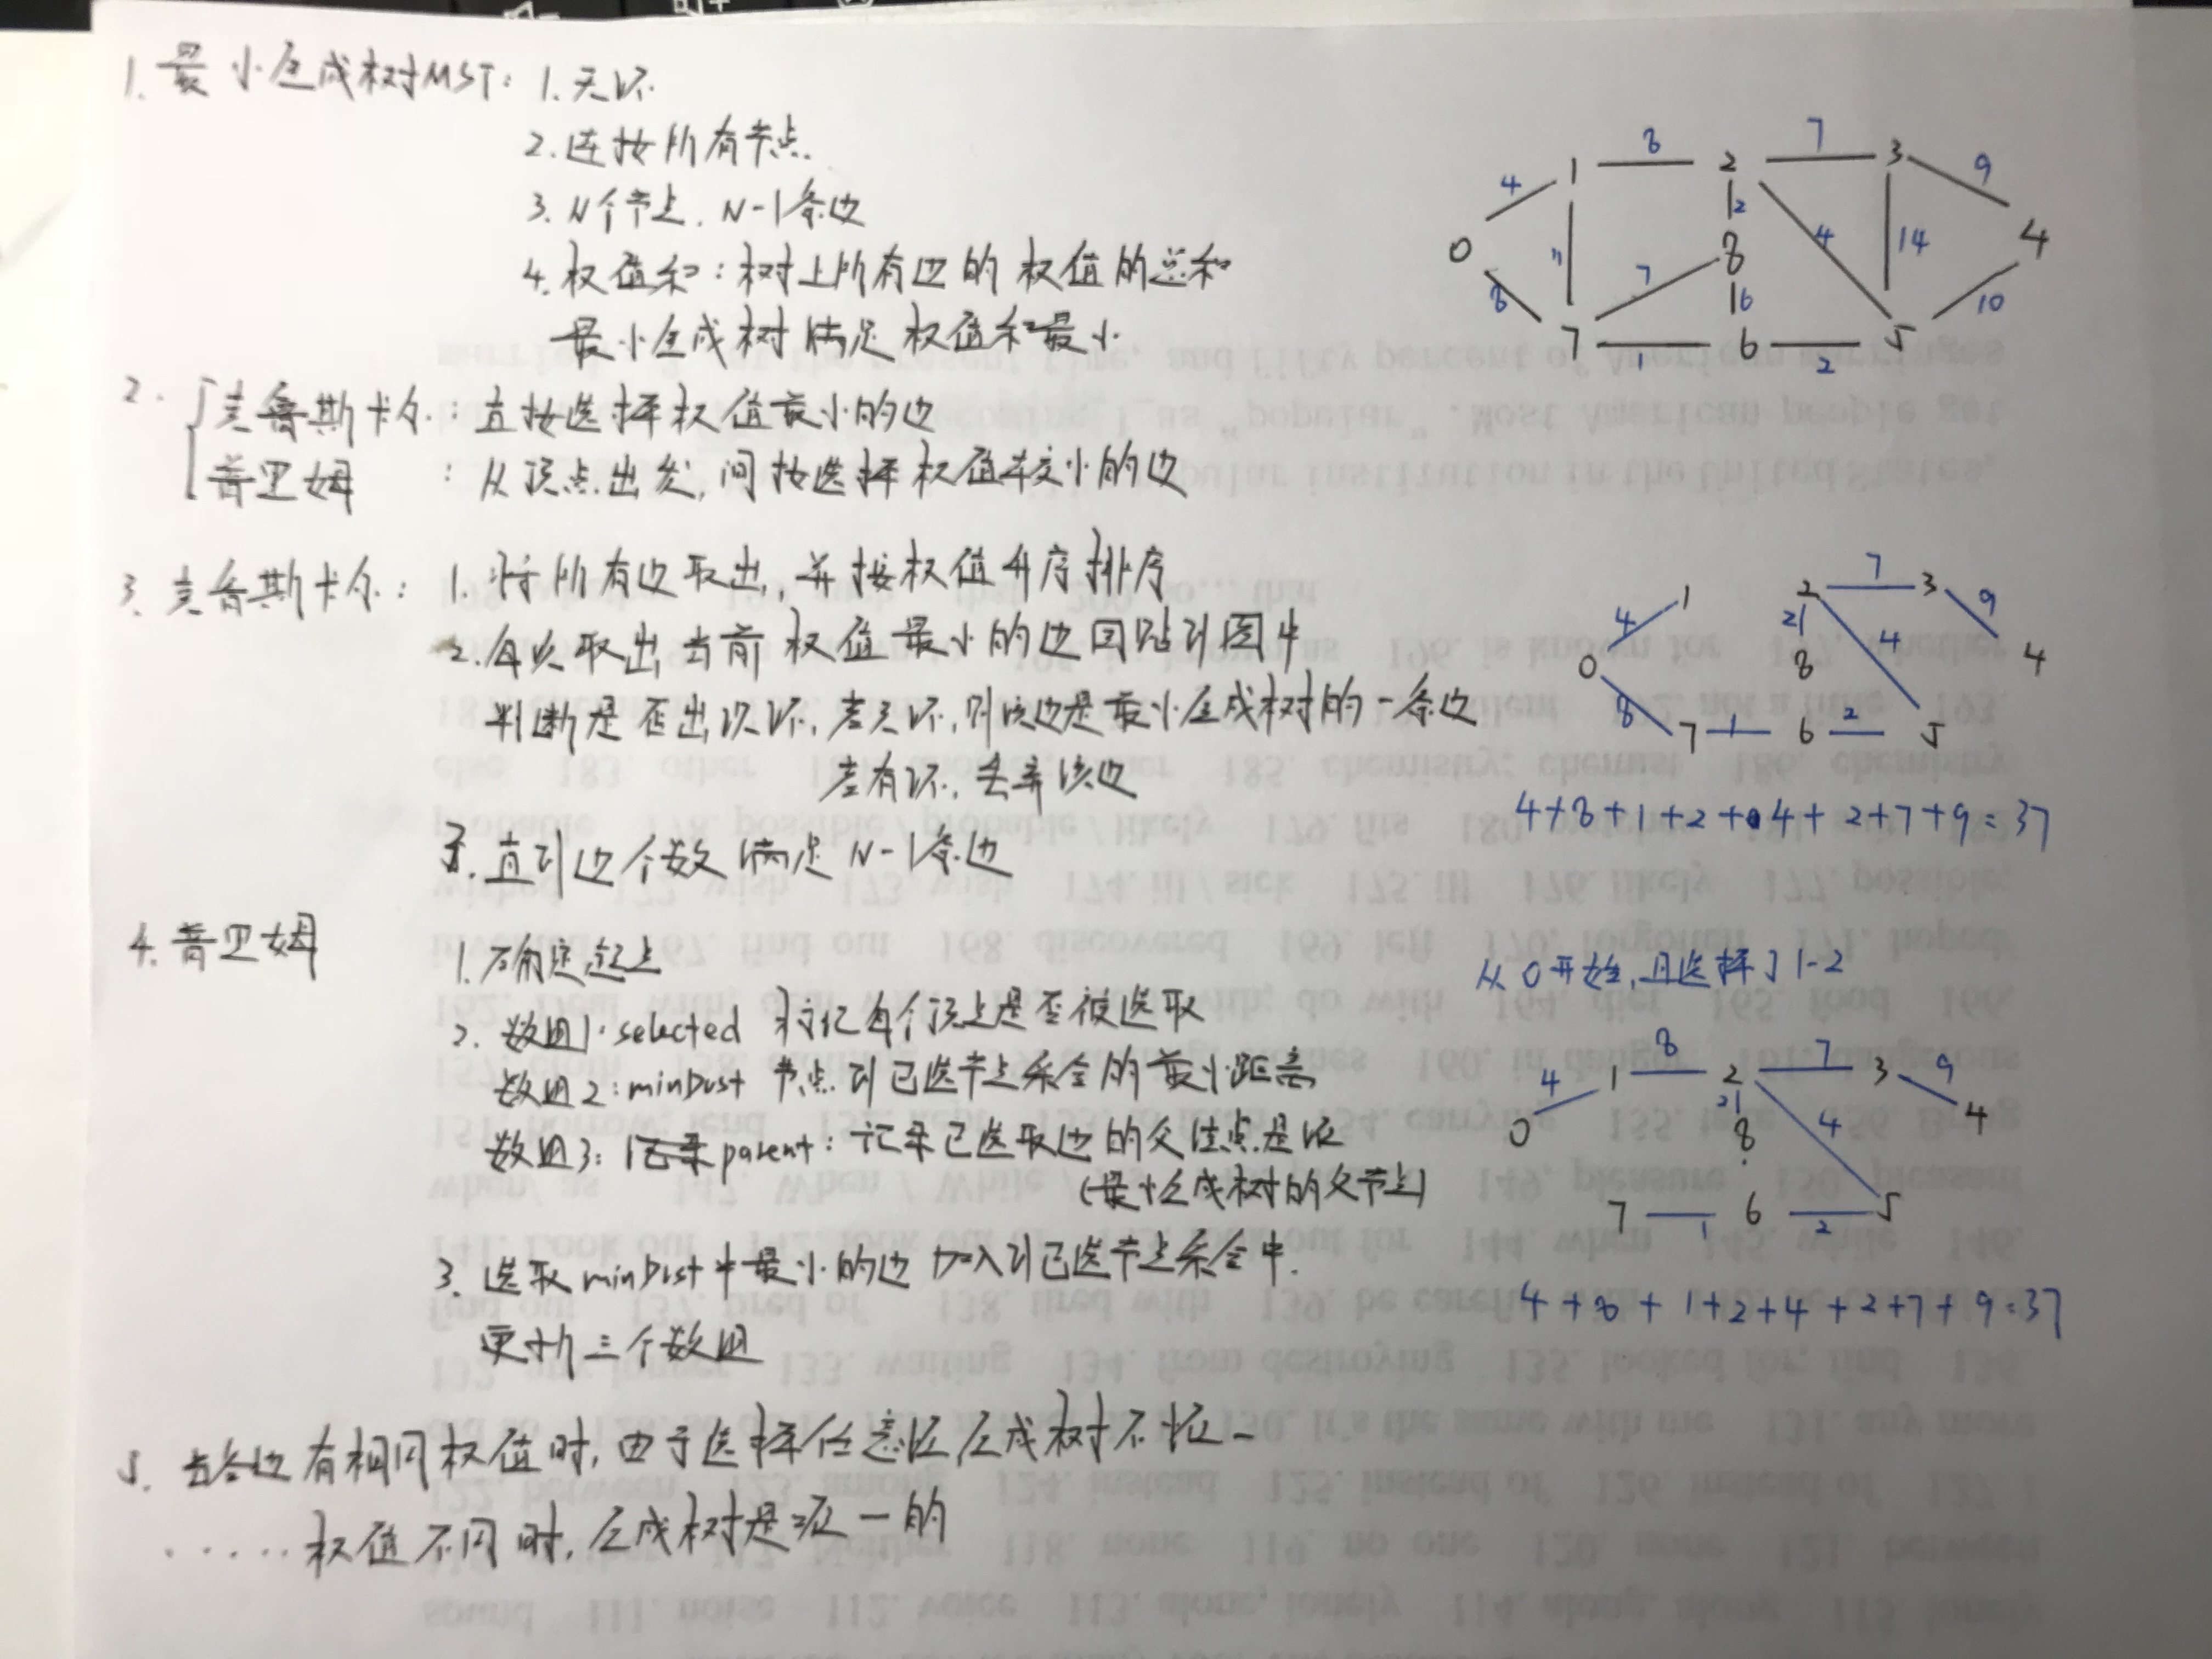 1. 最小生成树MST: 1. 无环
2. 连接所有节点
3. N个节点, N-1条边
4. 权值和: 树上所有边的权值的总和
最小生成树满足权值和最小
4 8 7 9
1 2 3
2 4 14
0 8 4
11 7
8 6 10
7 6 5
1 2
2. 克鲁斯卡尔: 直接选择权值最小的边
普里姆: 从顶点出发, 间接选择权值较小的边
3. 克鲁斯卡尔: 1. 将所有边取出, 并按权值升序排序
2. 每次取出当前权值最小的边回贴到图中
判断是否出现环, 若无环, 则该边是最小生成树的一条边
若有环, 丢弃该边
3. 直到边个数满足N-1条边
7
4 1 2 3 9
2 4
0 8 4
8 7 1 6 2 5
4+8+1+2+4+2+7+9=37
4. 普里姆
1. 确定起点
2. 数组1: selected 标记每个顶点是否被选取
数组2: minDist 节点到已选节点集合的最小距离
数组3: parent: 记录已选取边的父结点是谁
(最小生成树的父节点)
3. 选取minDist中最小的边加入到已选节点集合中.
更新三个数组
从0开始, 且选择了1-2
8 7
4 1 2 3 9
2 4
0 8 4
7 6 5
1 2
4+8+1+2+4+2+7+9=37
5. 当各边有相同权值时, 由于选择任意性生成树不唯一
······权值不同时, 生成树是唯一的